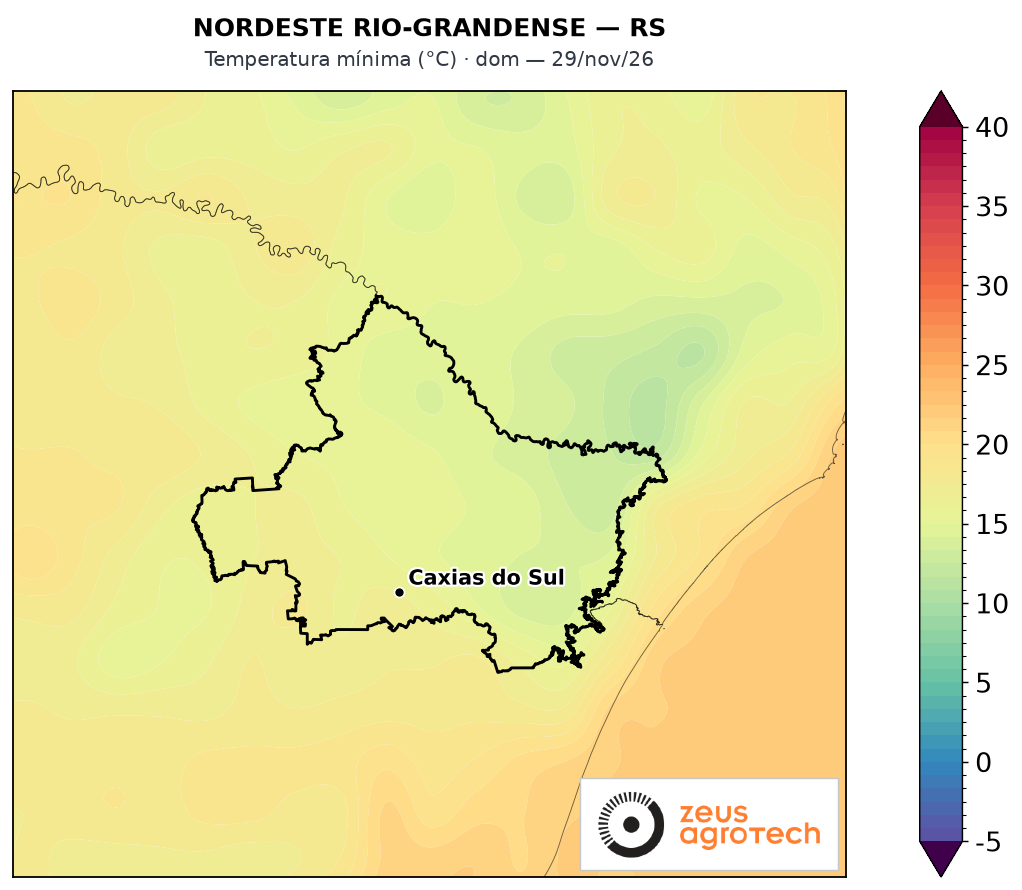 NORDESTE RIO-GRANDENSE — RS
Temperatura mínima (°C) · dom — 29/nov/26
40
35
30
25
20
15
10
5
0
-5
Caxias do Sul
zeus
agrotech